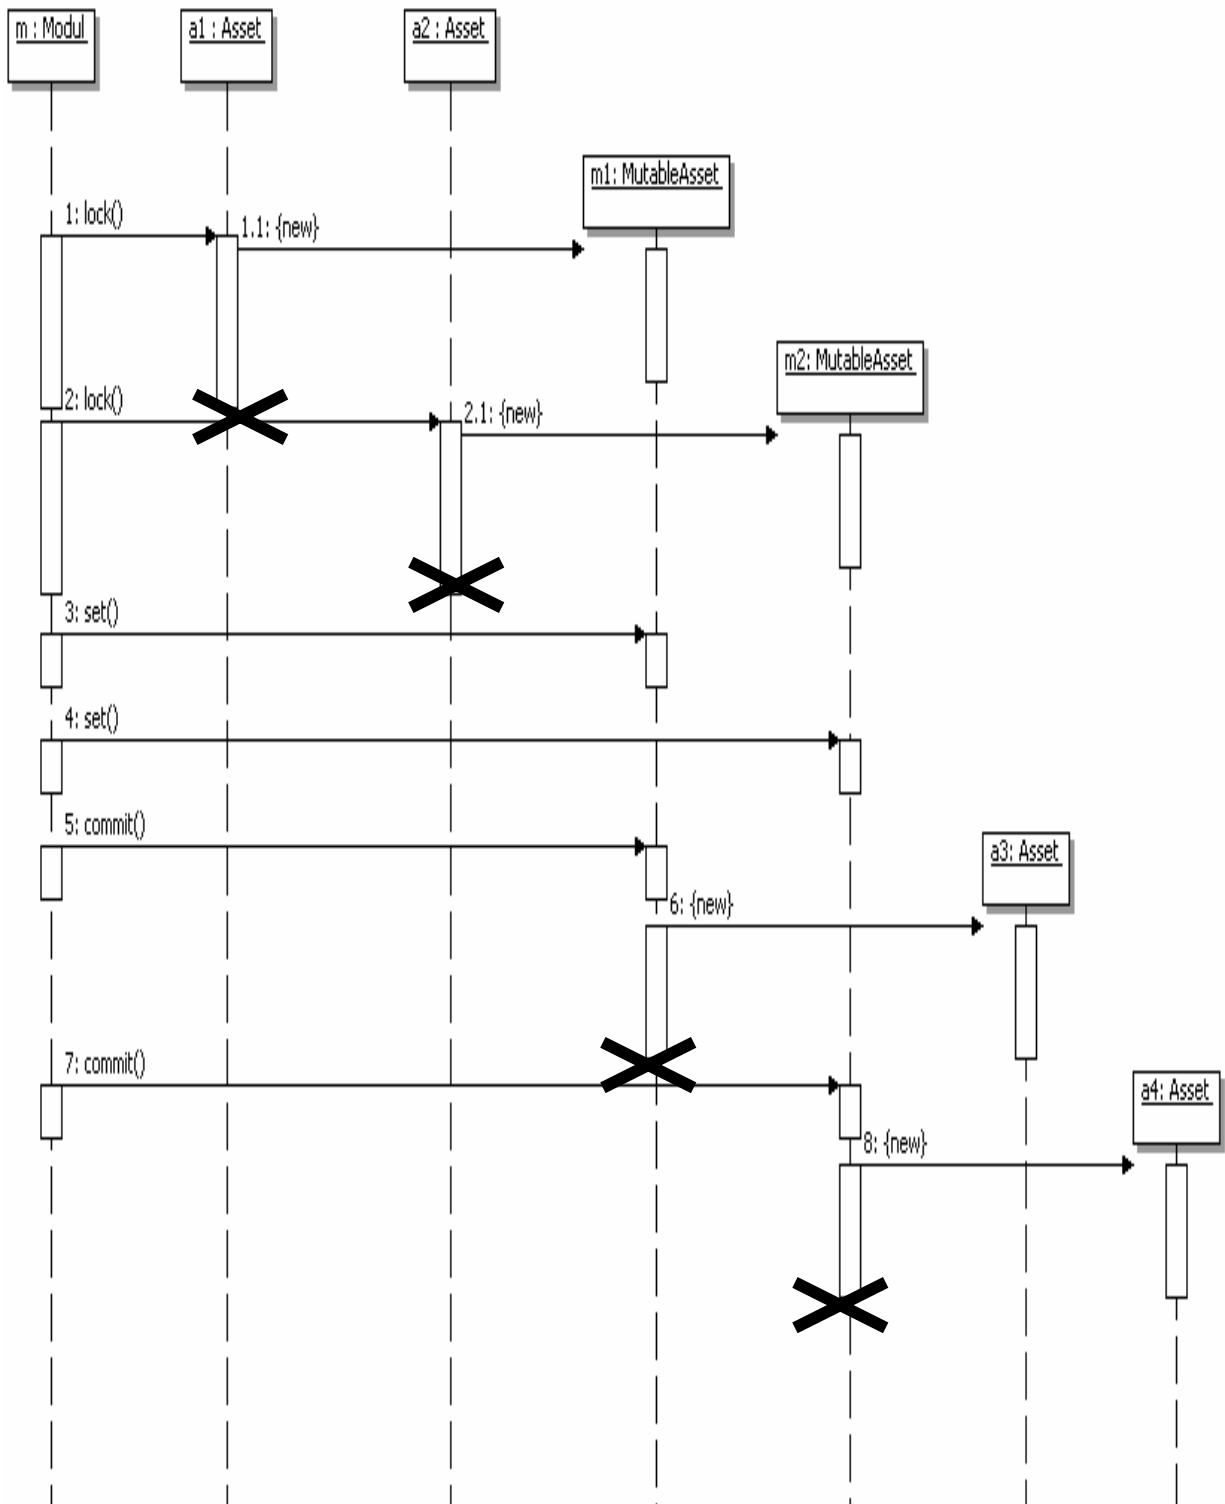 m : Modul
a1 : Asset
a2 : Asset
m1: MutableAsset
1: lock()
1.1: {new}
m2: MutableAsset
2: lock()
2.1: {new}
3: set()
4: set()
5: commit()
a3: Asset
6: {new}
7: commit()
a4: Asset
8: {new}